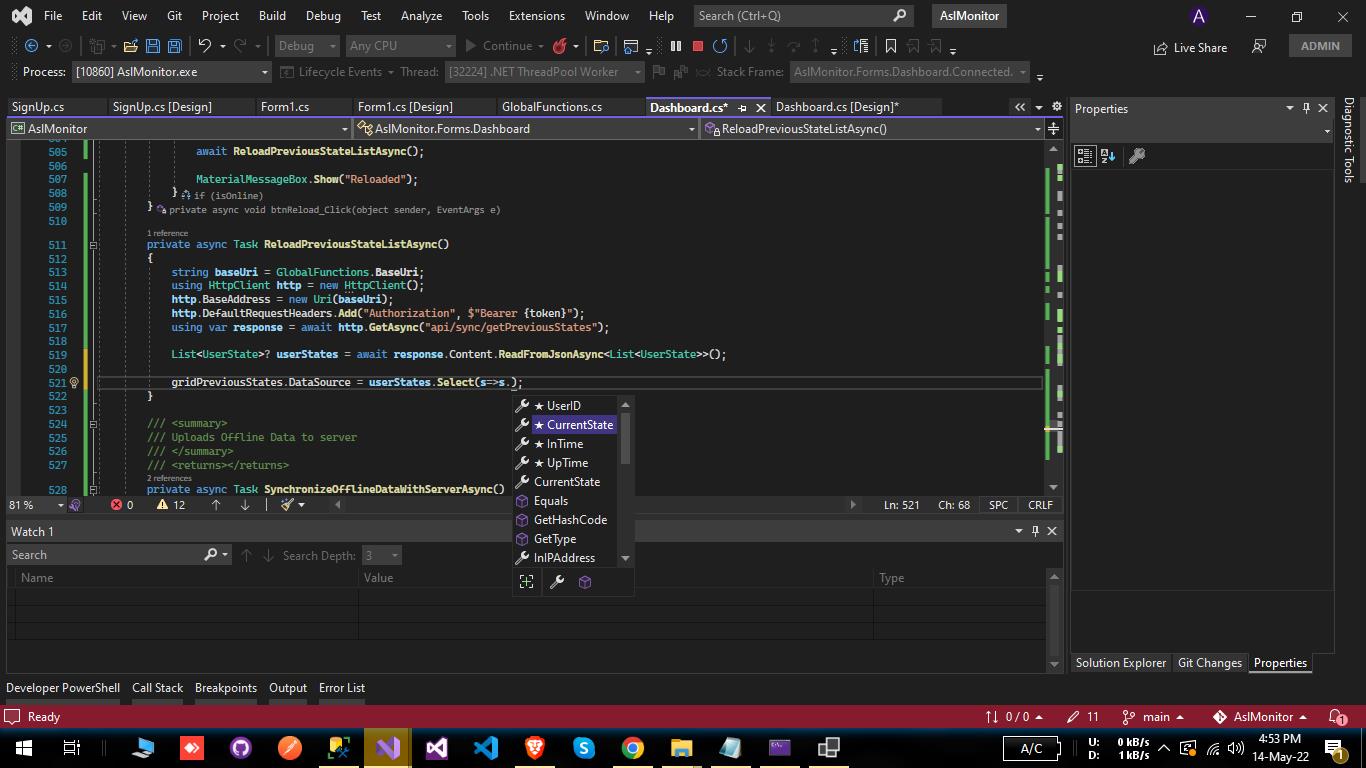 File Edit View Git Project Build Debug Test Analyze Tools Extensions Window Help Search (Ctrl+Q) AslMonitor A
Debug Any CPU Continue Live Share ADMIN
Process: [10860] AslMonitor.exe Lifecycle Events Thread: [32224] .NET ThreadPool Worker Stack Frame: AslMonitor.Forms.Dashboard.Connected.
SignUp.cs SignUp.cs [Design] Form1.cs Form1.cs [Design] GlobalFunctions.cs Dashboard.cs* Dashboard.cs [Design]* Properties
C# AslMonitor AslMonitor.Forms.Dashboard ReloadPreviousStateListAsync()
505 await ReloadPreviousStateListAsync();
506
507 MaterialMessageBox.Show("Reloaded");
508 } if (isOnline)
509 } private async void btnReload_Click(object sender, EventArgs e)
510
1 reference
511 private async Task ReloadPreviousStateListAsync()
512 {
513 string baseUri = GlobalFunctions.BaseUri;
514 using HttpClient http = new HttpClient();
515 http.BaseAddress = new Uri(baseUri);
516 http.DefaultRequestHeaders.Add("Authorization", $"Bearer {token}");
517 using var response = await http.GetAsync("api/sync/getPreviousStates");
518
519 List<UserState>? userStates = await response.Content.ReadFromJsonAsync<List<UserState>>();
520
521 gridPreviousStates.DataSource = userStates.Select(s=>s.);
522 }
523
524 /// <summary>
525 /// Uploads Offline Data to server
526 /// </summary>
527 /// <returns></returns>
2 references
528 private async Task SynchronizeOfflineDataWithServerAsync()
★ UserID
★ CurrentState
★ InTime
★ UpTime
CurrentState
Equals
GetHashCode
GetType
InIPAddress
81 % 0 12 Ln: 521 Ch: 68 SPC CRLF
Watch 1
Search Search Depth: 3
Name Value Type
Diagnostic Tools
Solution Explorer Git Changes Properties
Developer PowerShell Call Stack Breakpoints Output Error List
Ready 0 / 0 11 main AslMonitor 1
A/C U: 0 kB/s D: 1 kB/s 4:53 PM 14-May-22 1